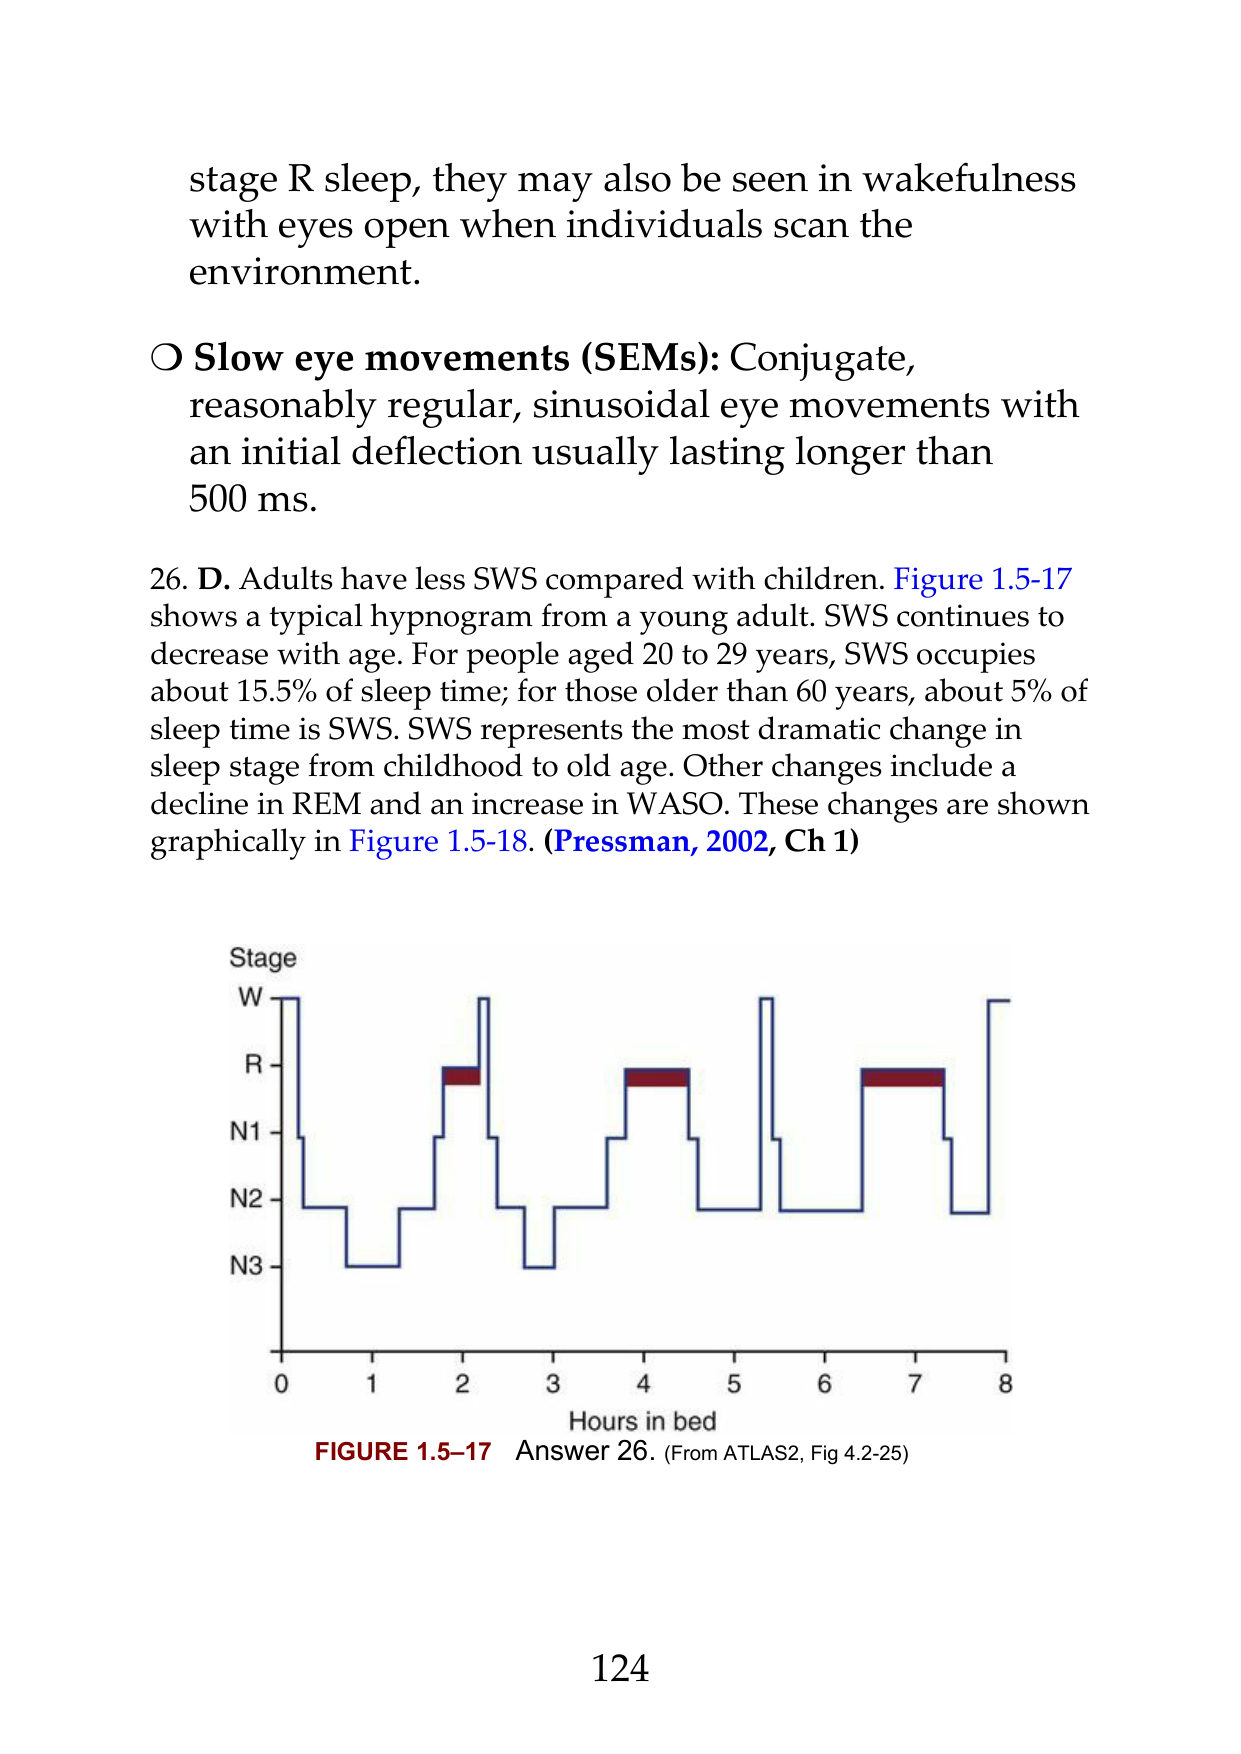 stage R sleep, they may also be seen in wakefulness
with eyes open when individuals scan the
environment.
❍ Slow eye movements (SEMs): Conjugate,
reasonably regular, sinusoidal eye movements with
an initial deflection usually lasting longer than
500 ms.
26. D. Adults have less SWS compared with children. Figure 1.5-17
shows a typical hypnogram from a young adult. SWS continues to
decrease with age. For people aged 20 to 29 years, SWS occupies
about 15.5% of sleep time; for those older than 60 years, about 5% of
sleep time is SWS. SWS represents the most dramatic change in
sleep stage from childhood to old age. Other changes include a
decline in REM and an increase in WASO. These changes are shown
graphically in Figure 1.5-18. (Pressman, 2002, Ch 1)
Stage
W
R
N1
N2
N3
0 1 2 3 4 5 6 7 8
Hours in bed
FIGURE 1.5–17 Answer 26. (From ATLAS2, Fig 4.2-25)
124